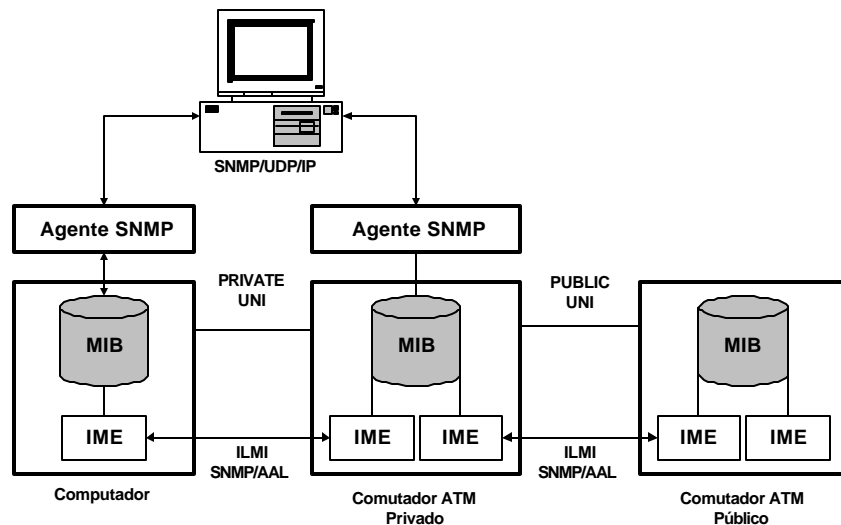 SNMP/UDP/IP
Agente SNMP
Agente SNMP
PRIVATE
UNI
PUBLIC
UNI
MIB
MIB
MIB
IME
IME
IME
IME
IME
ILMI
SNMP/AAL
ILMI
SNMP/AAL
Computador
Comutador ATM
Privado
Comutador ATM
Público